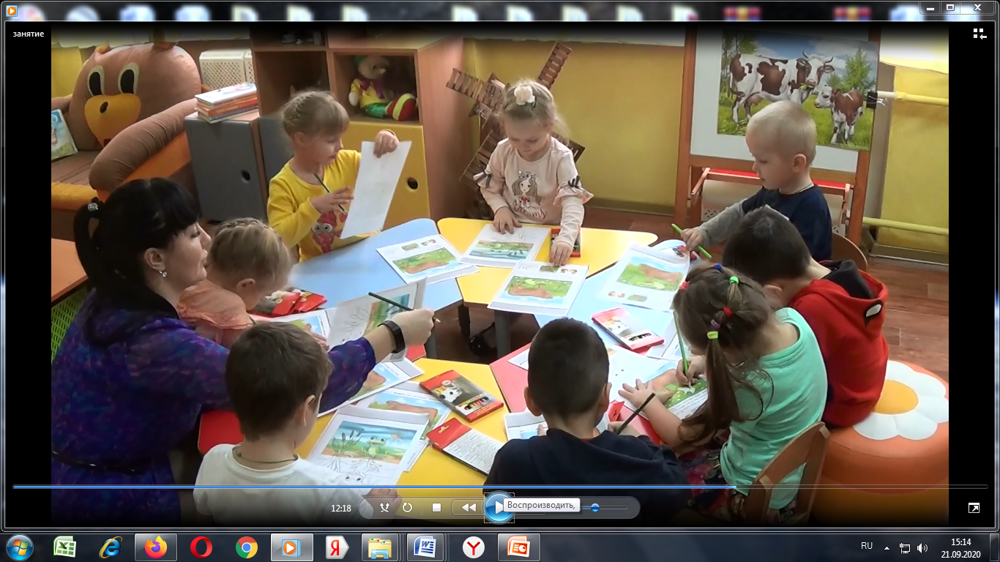 занятие
12:18
Воспроизводить,
RU
15:14
21.09.2020